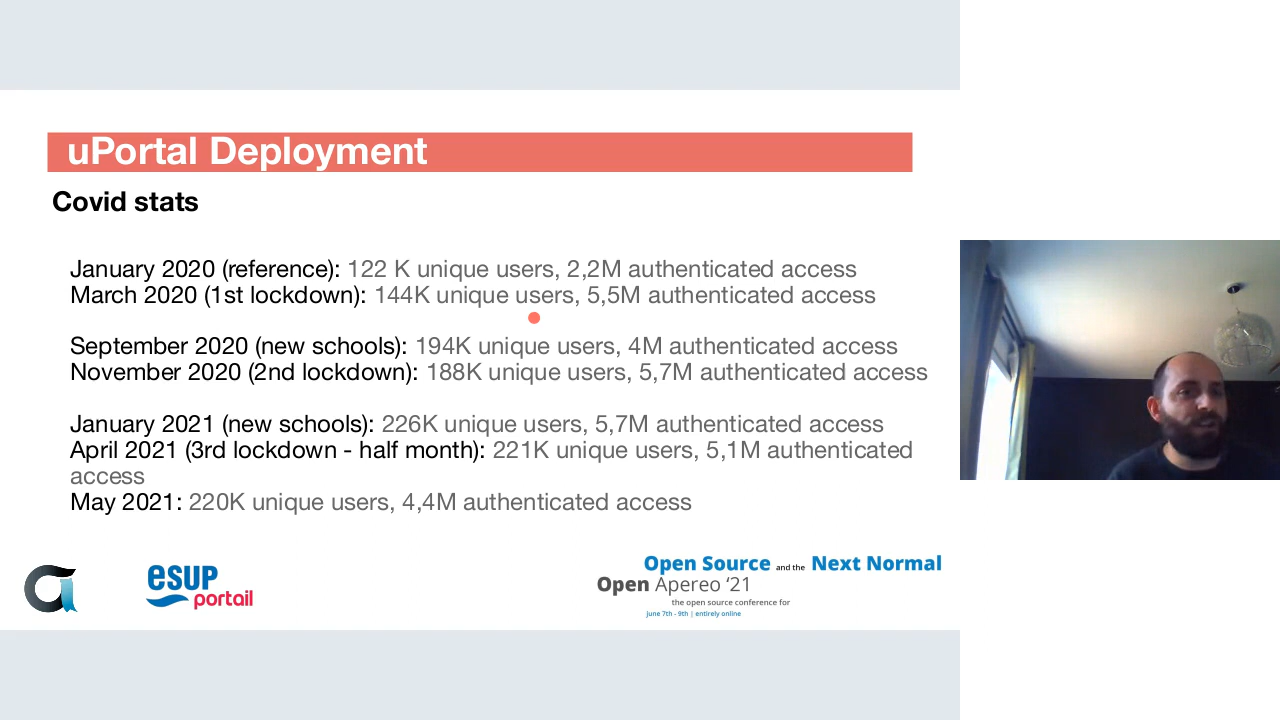 uPortal Deployment
Covid stats
January 2020 (reference): 122 K unique users, 2,2M authenticated access
March 2020 (1st lockdown): 144K unique users, 5,5M authenticated access
September 2020 (new schools): 194K unique users, 4M authenticated access
November 2020 (2nd lockdown): 188K unique users, 5,7M authenticated access
January 2021 (new schools): 226K unique users, 5,7M authenticated access
April 2021 (3rd lockdown - half month): 221K unique users, 5,1M authenticated
access
May 2021: 220K unique users, 4,4M authenticated access
esup
portail
Open Source and the Next Normal
Open Apereo ‘21
the open source conference for
june 7th - 9th | entirely online